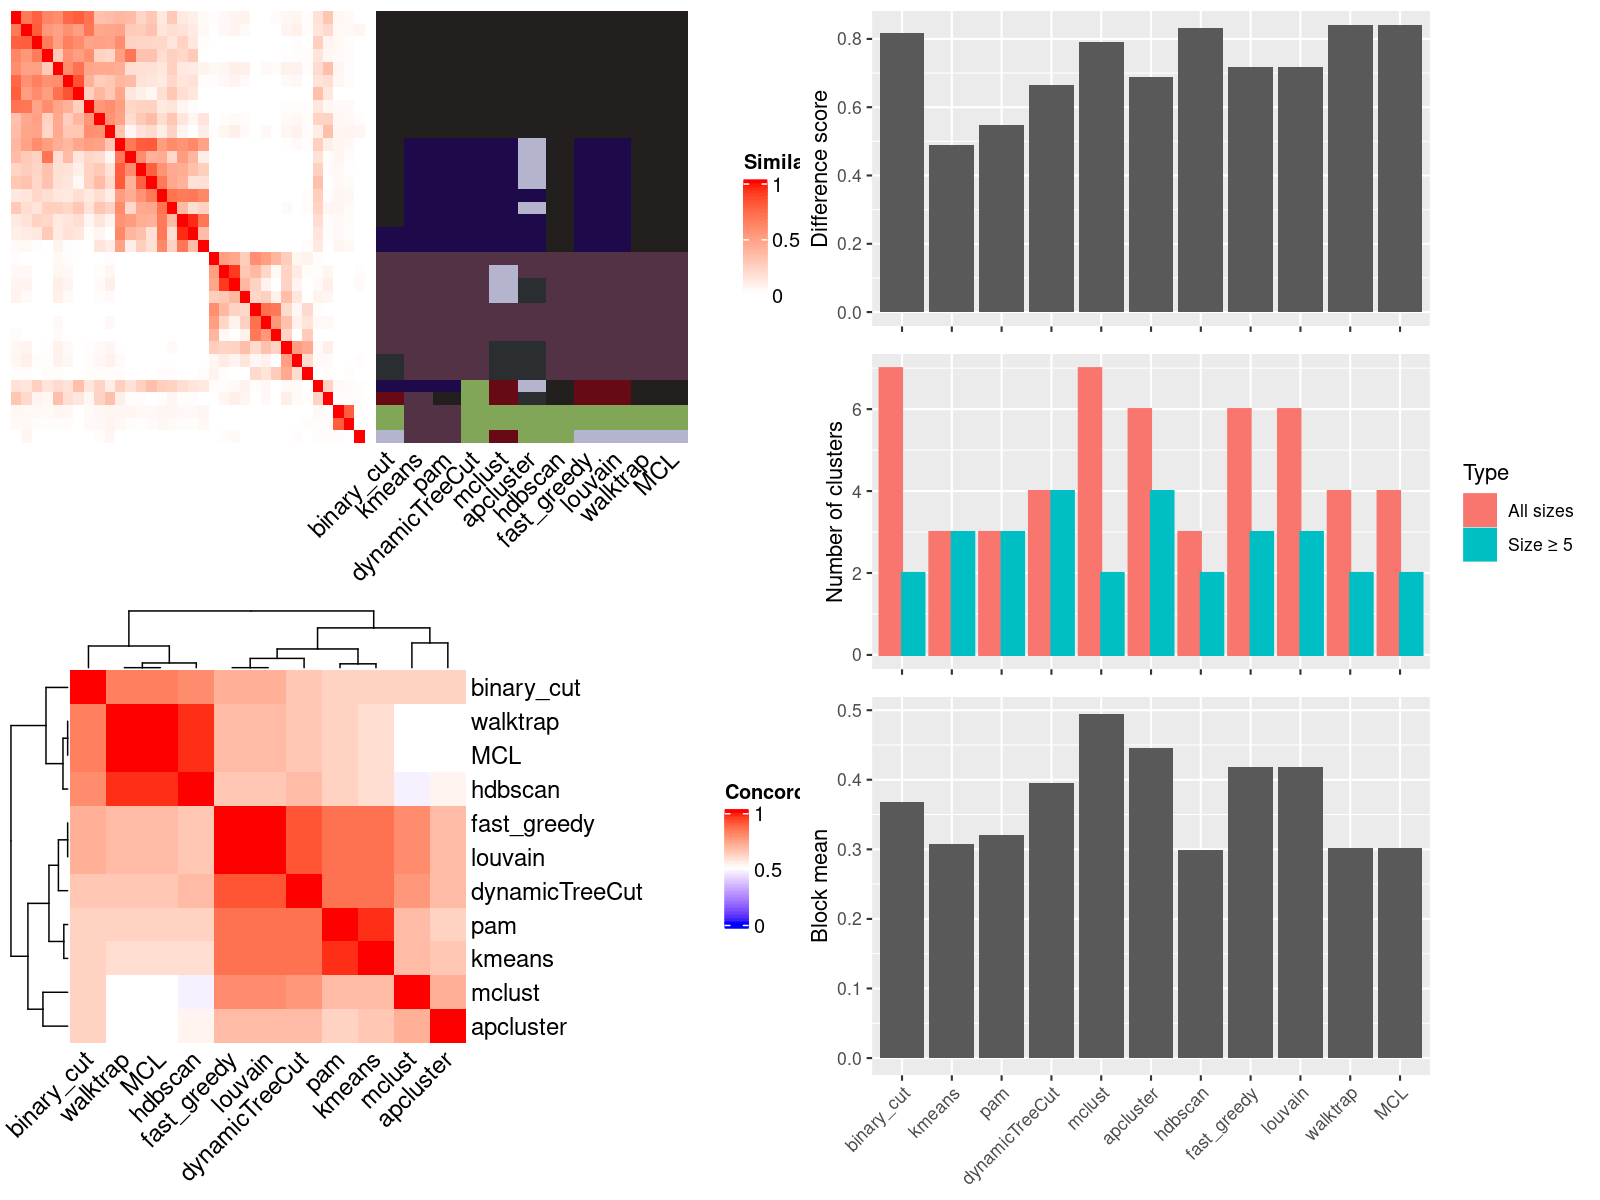 Simila
1
0.5
0
binary_cut
kmeans
pam
dynamicTreeCut
mclust
apcluster
hdbscan
fast_greedy
louvain
walktrap
MCL
binary_cut
walktrap
MCL
hdbscan
fast_greedy
louvain
dynamicTreeCut
pam
kmeans
mclust
apcluster
Concord
1
0.5
0
binary_cut
walktrap
MCL
hdbscan
fast_greedy
louvain
dynamicTreeCut
pam
kmeans
mclust
apcluster
Difference score
0.8
0.6
0.4
0.2
0.0
Number of clusters
6
4
2
0
Type
All sizes
Size ≥ 5
Block mean
0.5
0.4
0.3
0.2
0.1
0.0
binary_cut
kmeans
pam
dynamicTreeCut
mclust
apcluster
hdbscan
fast_greedy
louvain
walktrap
MCL